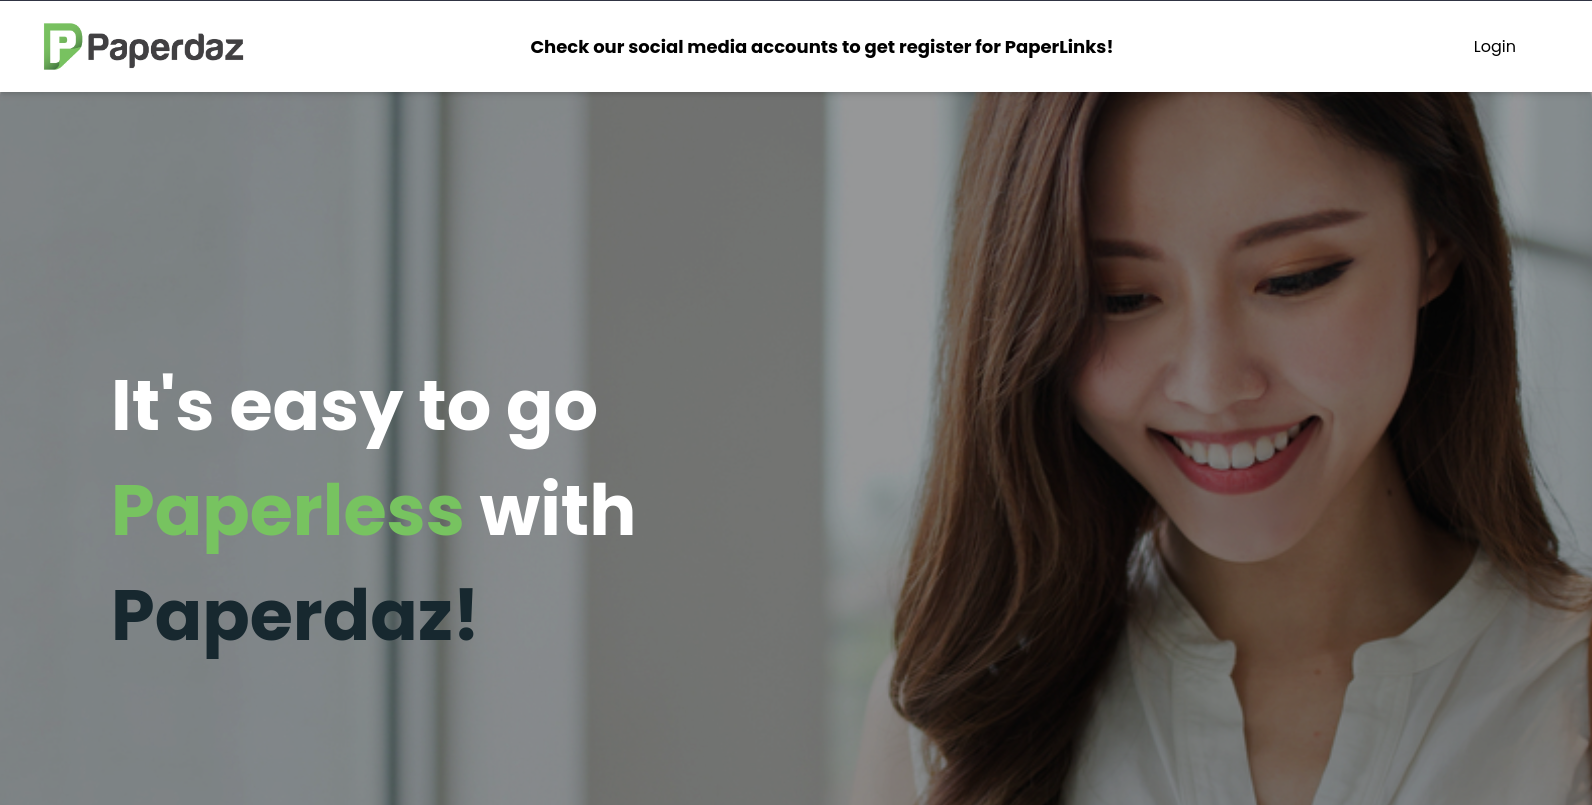 Paperdaz
Check our social media accounts to get register for PaperLinks!
Login
It's easy to go
Paperless with
Paperdaz!